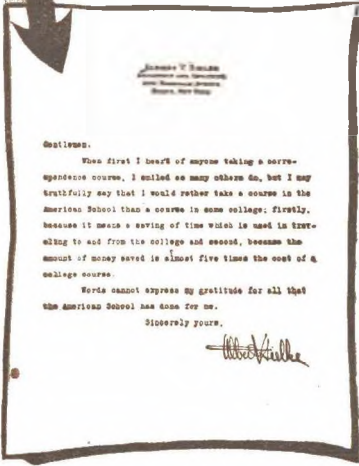 Gentlemen.
When first I heard of anyone taking a corre-
spondence course, I smiled as many others do, but I may
truthfully say that I would rather take a course in the
American School than a course in some college; firstly,
because it means a saving of time which is used in trav-
eling to and from the college and second, because the
amount of money saved is almost five times the cost of a
college course.
Words cannot express my gratitude for all that
the American School has done for me.
Sincerely yours,